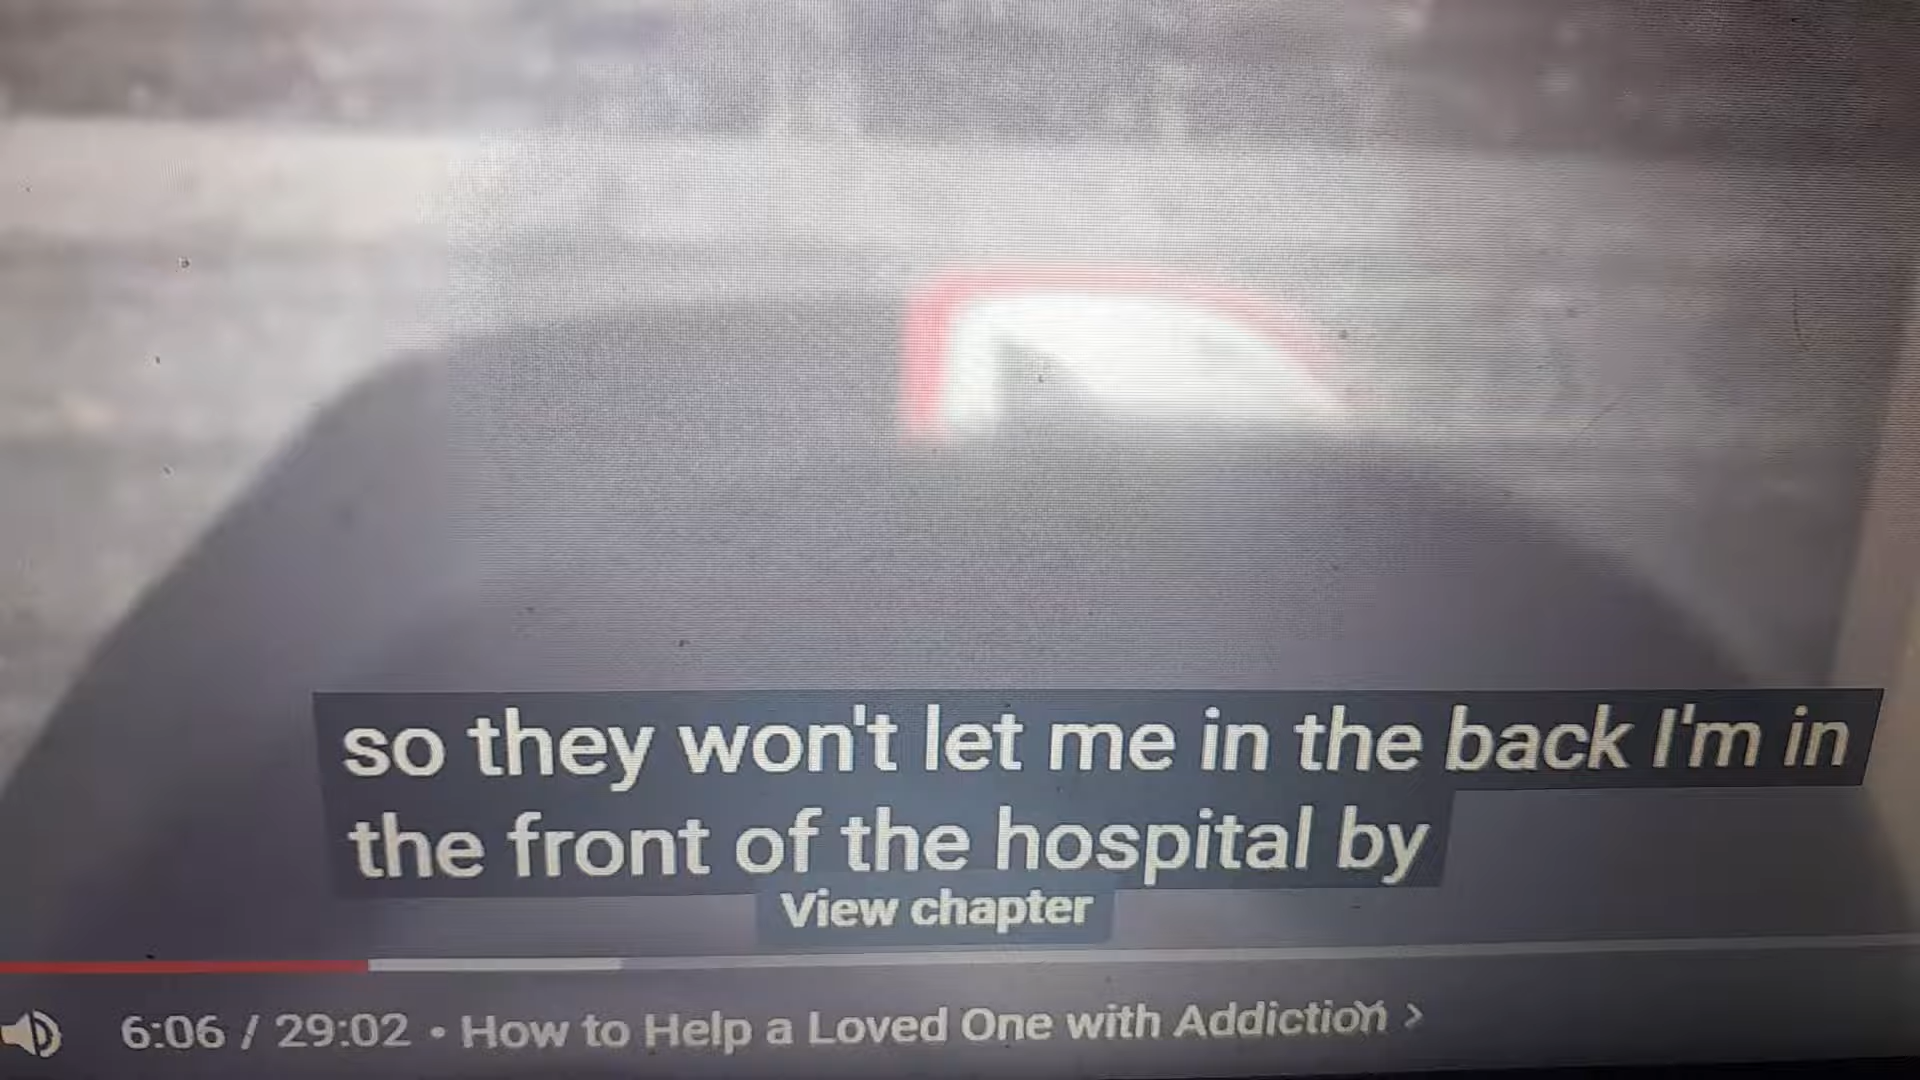 so they won't let me in the back I'm in
the front of the hospital by
View chapter
6:06 / 29:02 • How to Help a Loved One with Addiction >